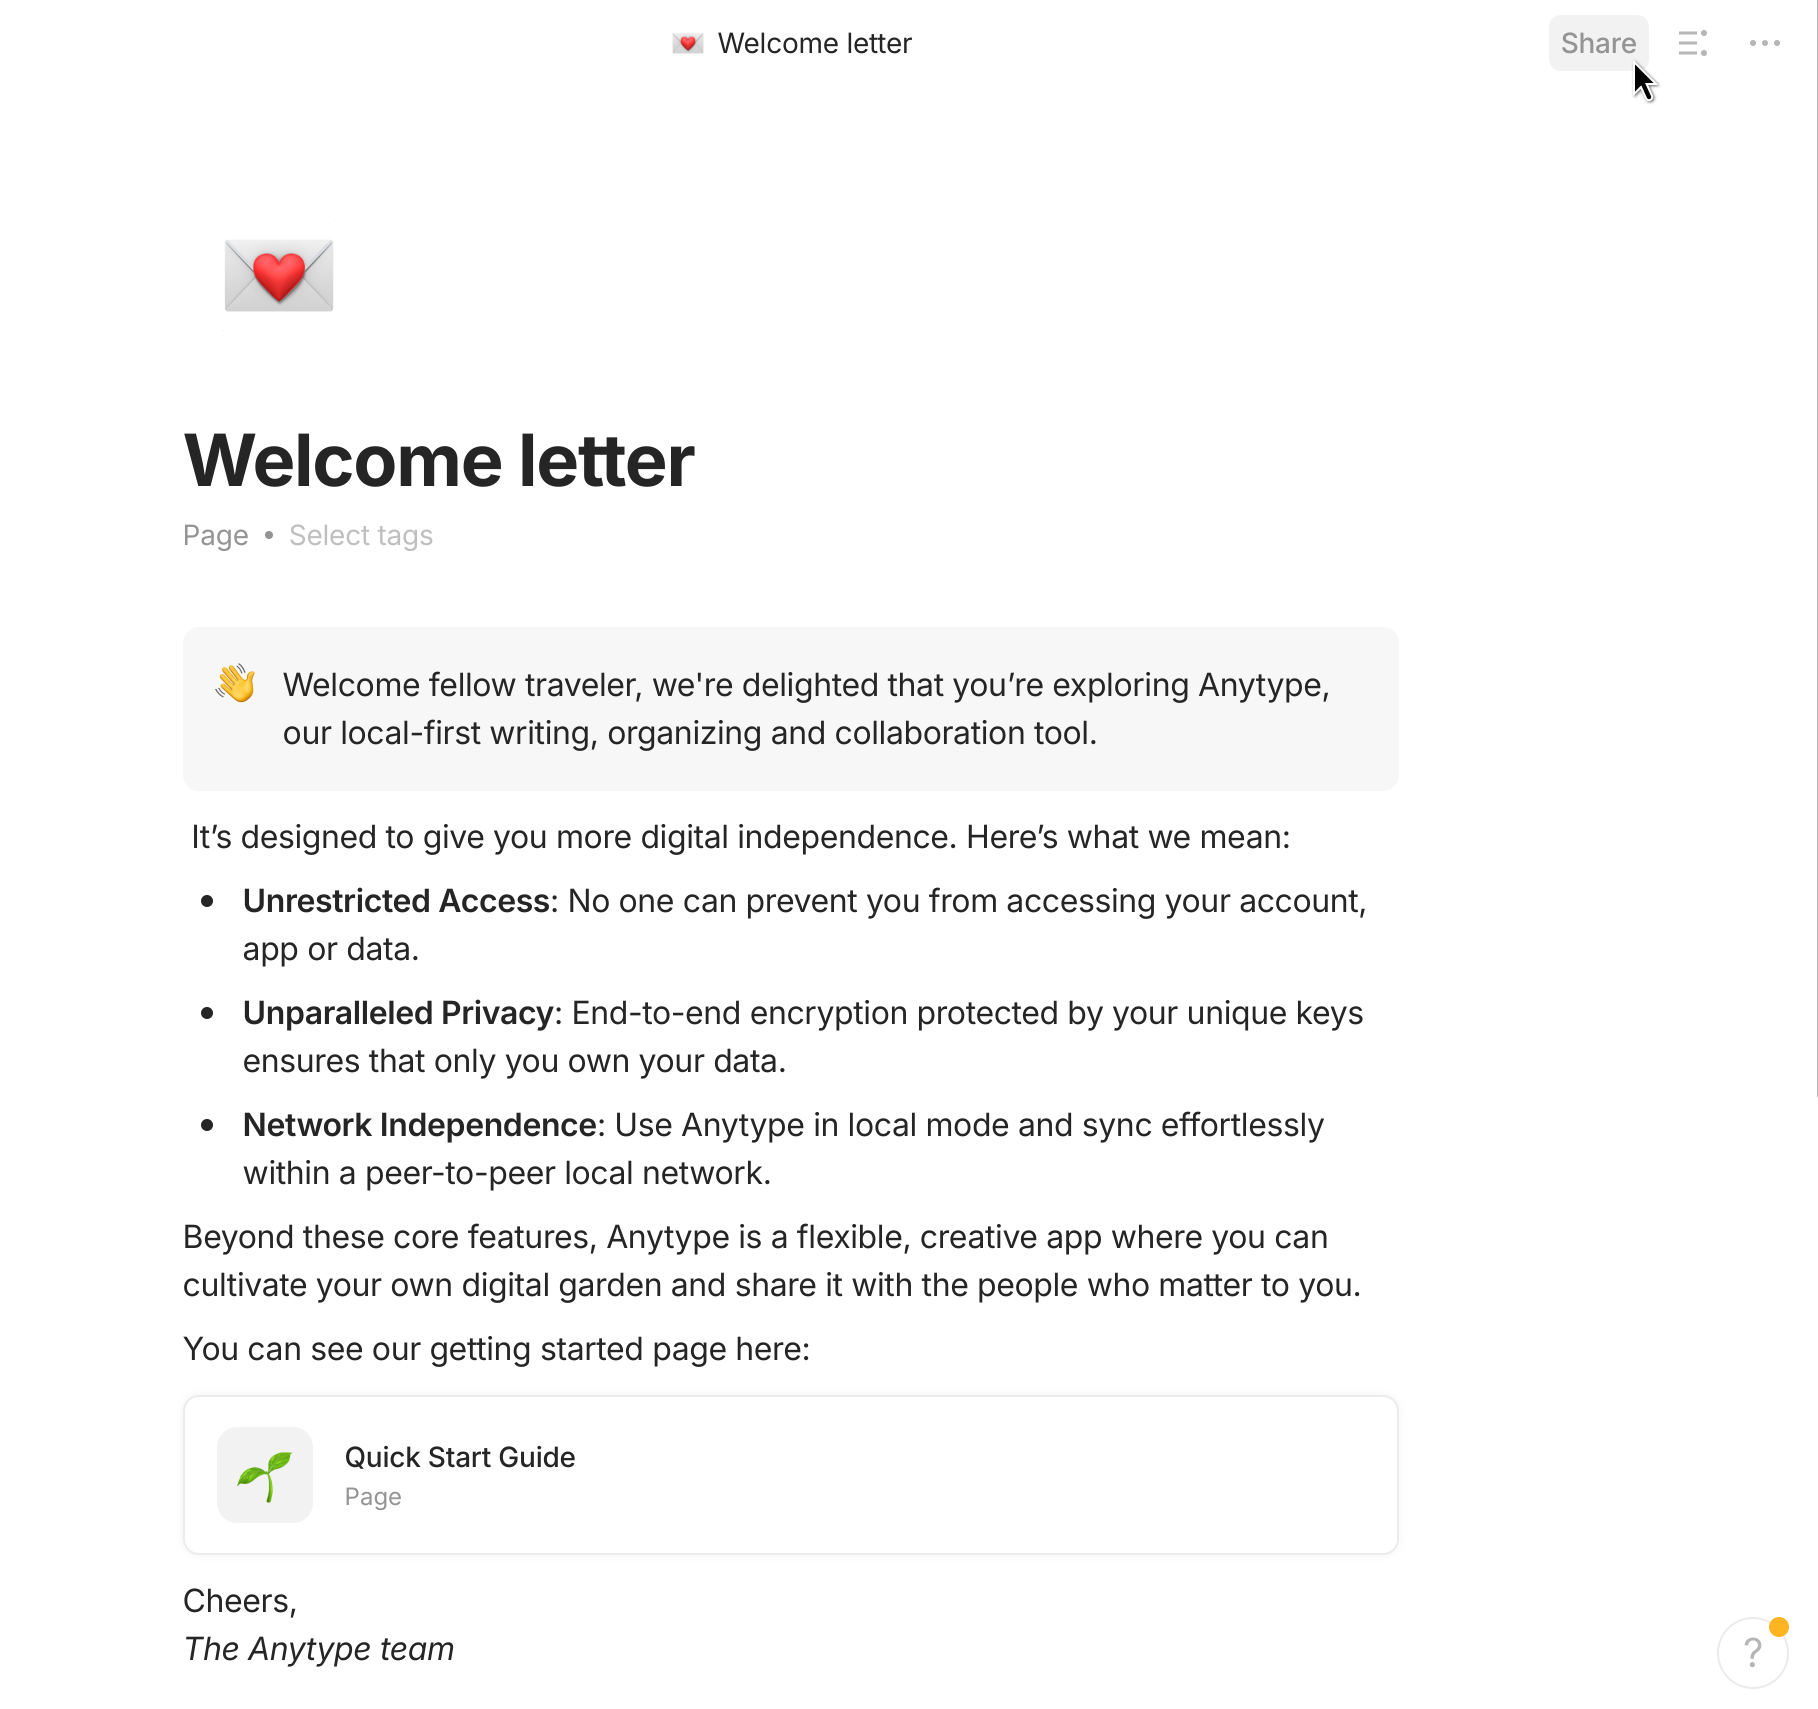 Welcome letter
Share
Welcome letter
Page • Select tags
Welcome fellow traveler, we're delighted that you’re exploring Anytype,
our local-first writing, organizing and collaboration tool.
It’s designed to give you more digital independence. Here’s what we mean:
• Unrestricted Access: No one can prevent you from accessing your account,
app or data.
• Unparalleled Privacy: End-to-end encryption protected by your unique keys
ensures that only you own your data.
• Network Independence: Use Anytype in local mode and sync effortlessly
within a peer-to-peer local network.
Beyond these core features, Anytype is a flexible, creative app where you can
cultivate your own digital garden and share it with the people who matter to you.
You can see our getting started page here:
Quick Start Guide
Page
Cheers,
The Anytype team
?